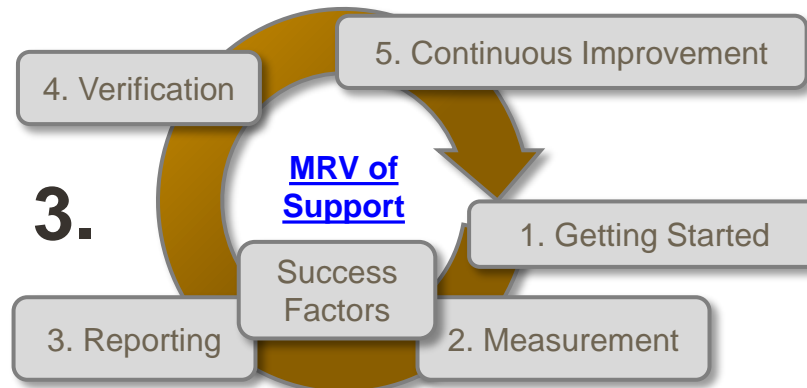 5. Continuous Improvement
4. Verification
MRV of
Support
3.
1. Getting Started
Success
Factors
3. Reporting
2. Measurement